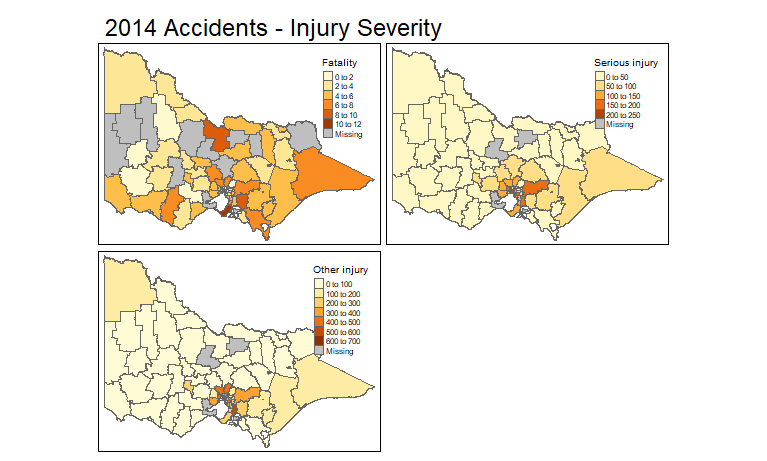 2014 Accidents - Injury Severity
Fatality
0 to 2
2 to 4
4 to 6
6 to 8
8 to 10
10 to 12
Missing
Serious injury
0 to 50
50 to 100
100 to 150
150 to 200
200 to 250
Missing
Other injury
0 to 100
100 to 200
200 to 300
300 to 400
400 to 500
500 to 600
600 to 700
Missing